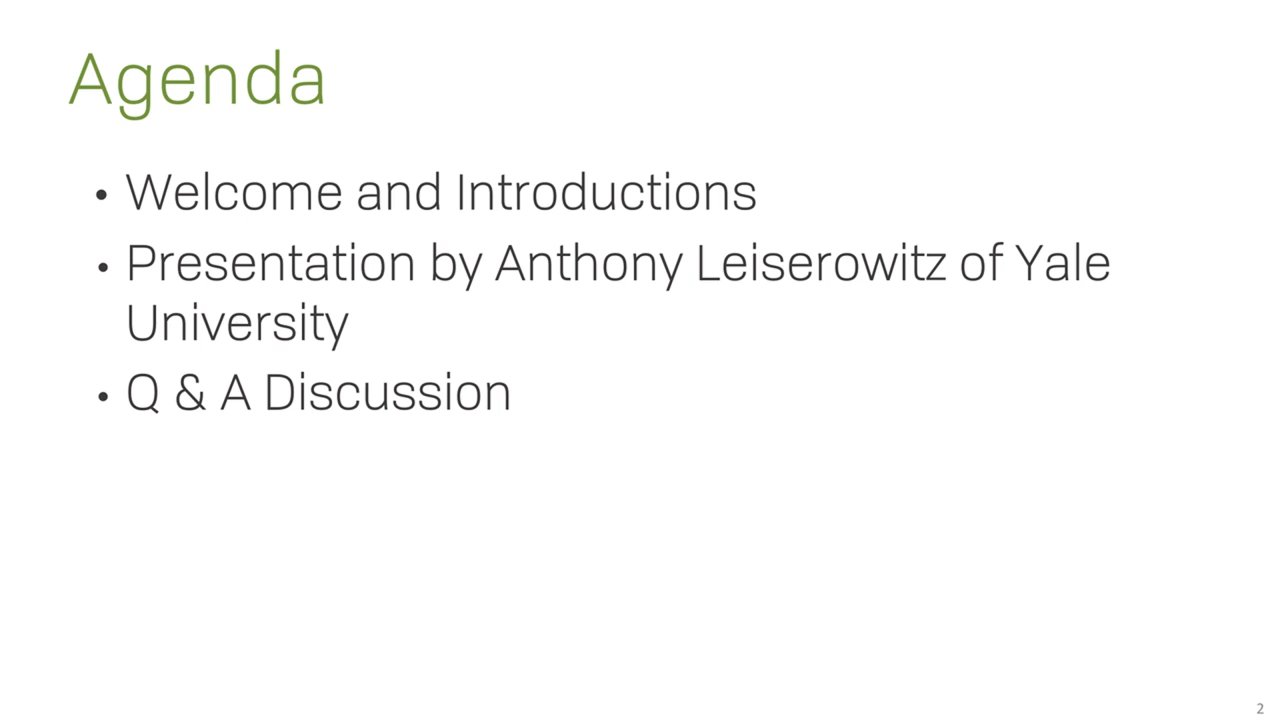 Agenda
• Welcome and Introductions
• Presentation by Anthony Leiserowitz of Yale
University
• Q & A Discussion
2